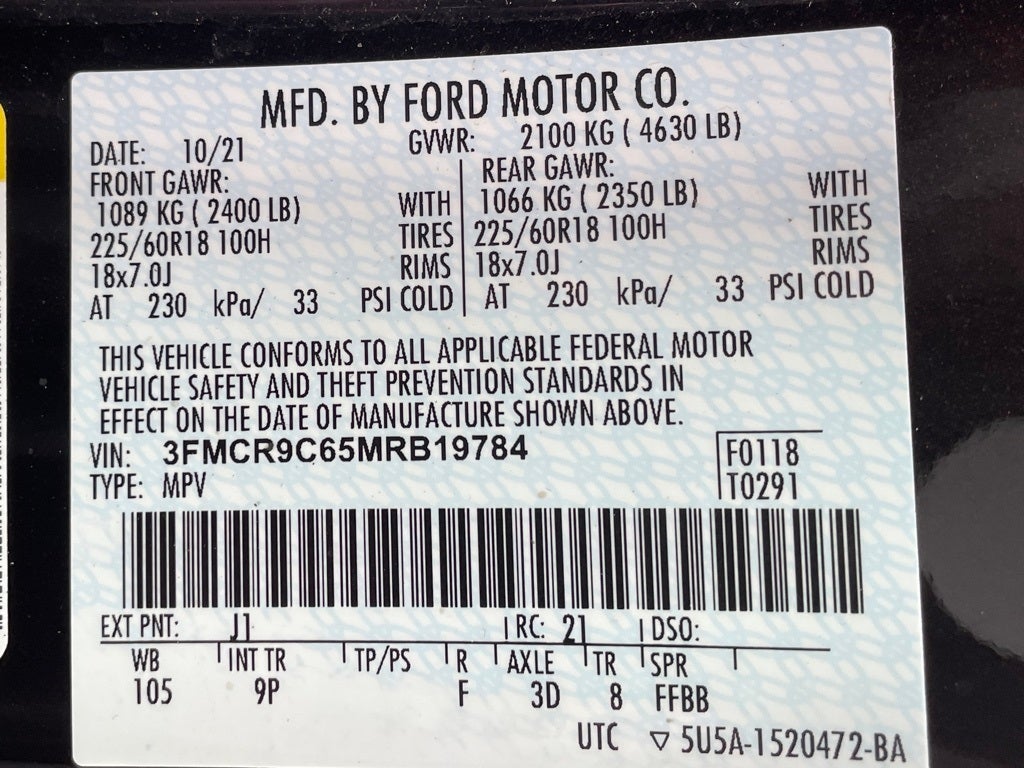 MFD. BY FORD MOTOR CO.
DATE: 10/21 GVWR: 2100 KG ( 4630 LB)
FRONT GAWR: REAR GAWR:
1089 KG ( 2400 LB) WITH 1066 KG ( 2350 LB) WITH
225/60R18 100H TIRES 225/60R18 100H TIRES
18x7.0J RIMS 18x7.0J RIMS
AT 230 kPa/ 33 PSI COLD AT 230 kPa/ 33 PSI COLD
THIS VEHICLE CONFORMS TO ALL APPLICABLE FEDERAL MOTOR
VEHICLE SAFETY AND THEFT PREVENTION STANDARDS IN
EFFECT ON THE DATE OF MANUFACTURE SHOWN ABOVE.
VIN: 3FMCR9C65MRB19784 F0118
TYPE: MPV T0291
EXT PNT: J1 RC: 21 DSO:
WB INT TR TP/PS R AXLE TR SPR
105 9P F 3D 8 FFBB
UTC ▽ 5U5A-1520472-BA